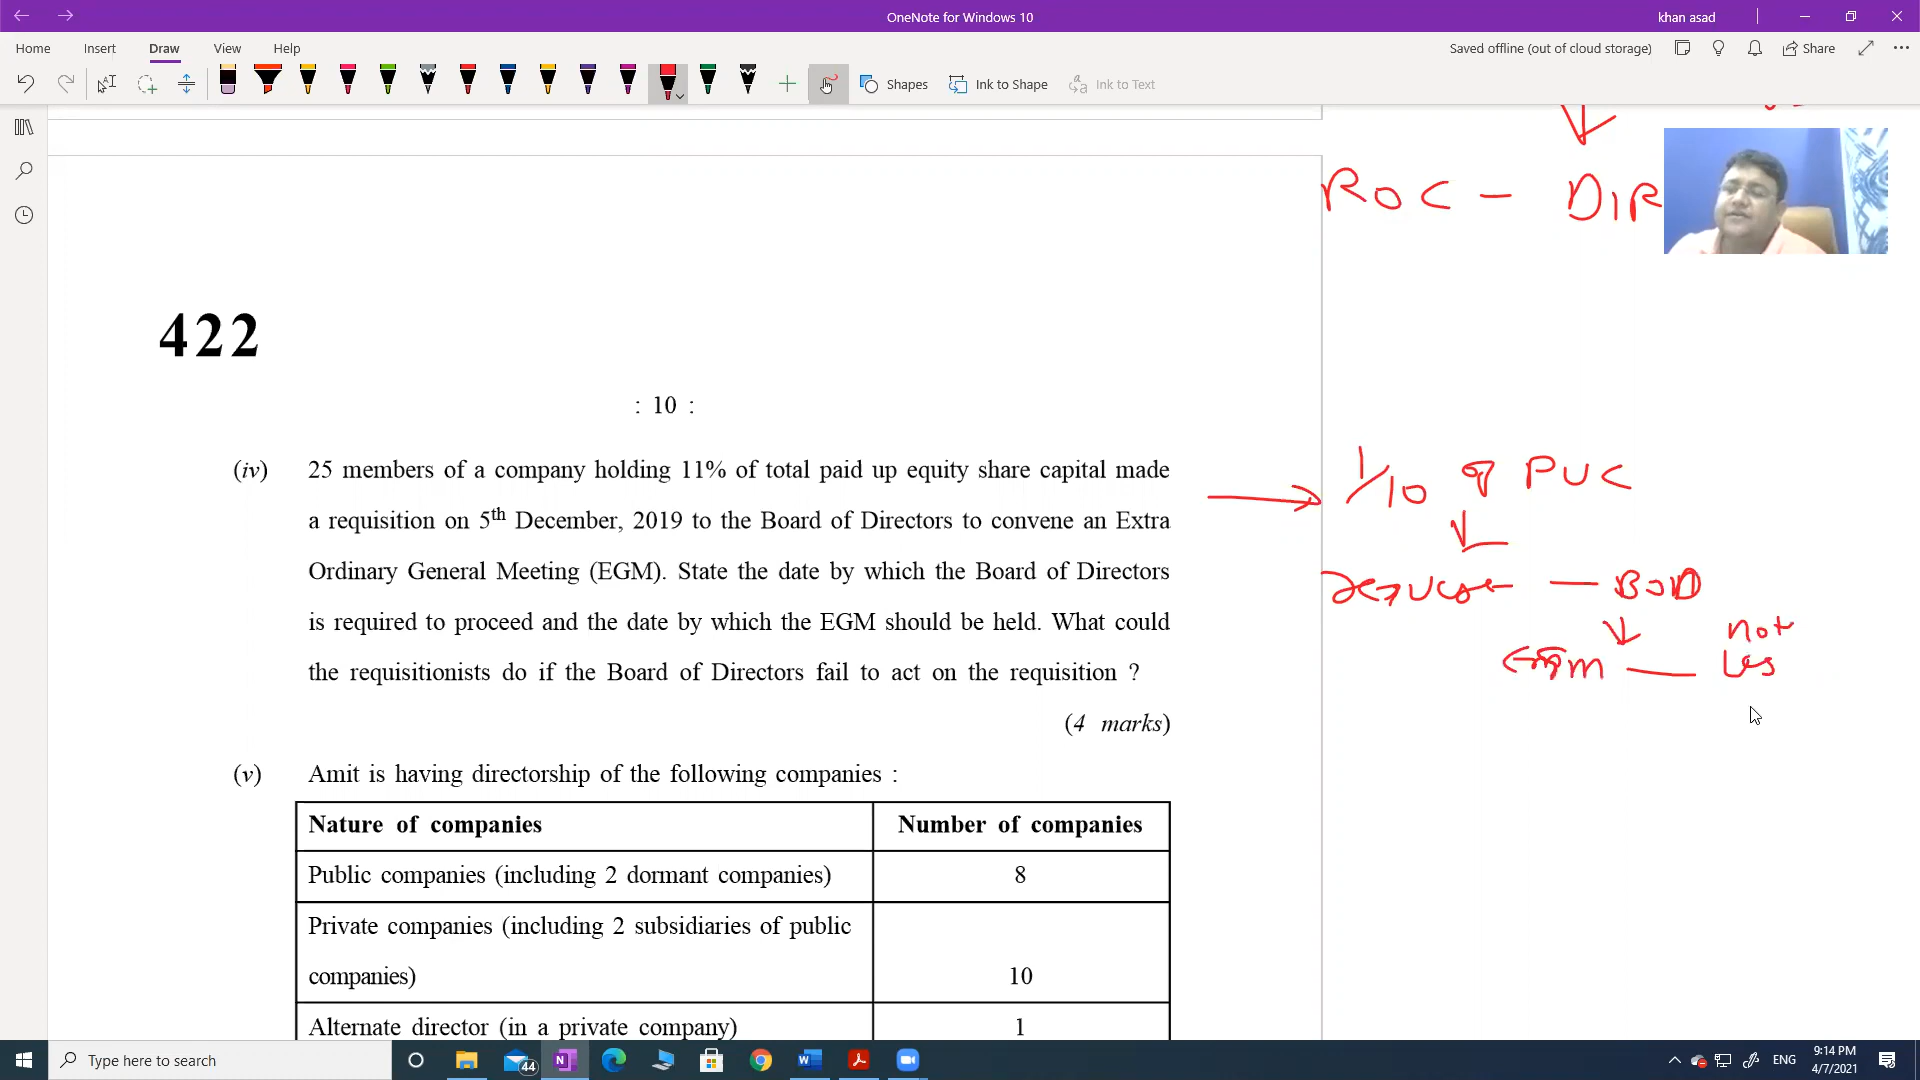 OneNote for Windows 10
khan asad
Home Insert Draw View Help
Saved offline (out of cloud storage)
Share
Shapes
Ink to Shape
Ink to Text
ROC - DIR
422
: 10 :
(iv) 25 members of a company holding 11% of total paid up equity share capital made
a requisition on 5th December, 2019 to the Board of Directors to convene an Extra
Ordinary General Meeting (EGM). State the date by which the Board of Directors
is required to proceed and the date by which the EGM should be held. What could
the requisitionists do if the Board of Directors fail to act on the requisition ?
(4 marks)
1/10 of PUC
request — BOD
not
EGM — les
(v) Amit is having directorship of the following companies :
Nature of companies Number of companies
Public companies (including 2 dormant companies) 8
Private companies (including 2 subsidiaries of public
companies) 10
Alternate director (in a private company) 1
Type here to search
44
ENG
9:14 PM
4/7/2021